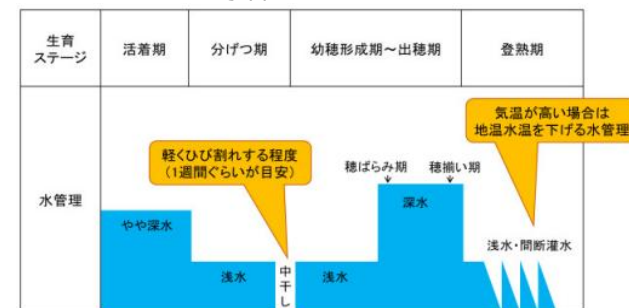 生育
ステージ
活着期
分げつ期
幼穂形成期～出穂期
登熟期
気温が高い場合は
地温水温を下げる水管理
軽くひび割れする程度
（1週間ぐらいが目安）
穂ばらみ期
穂揃い期
水管理
深水
やや深水
浅水・間断灌水
浅水
中干し
浅水